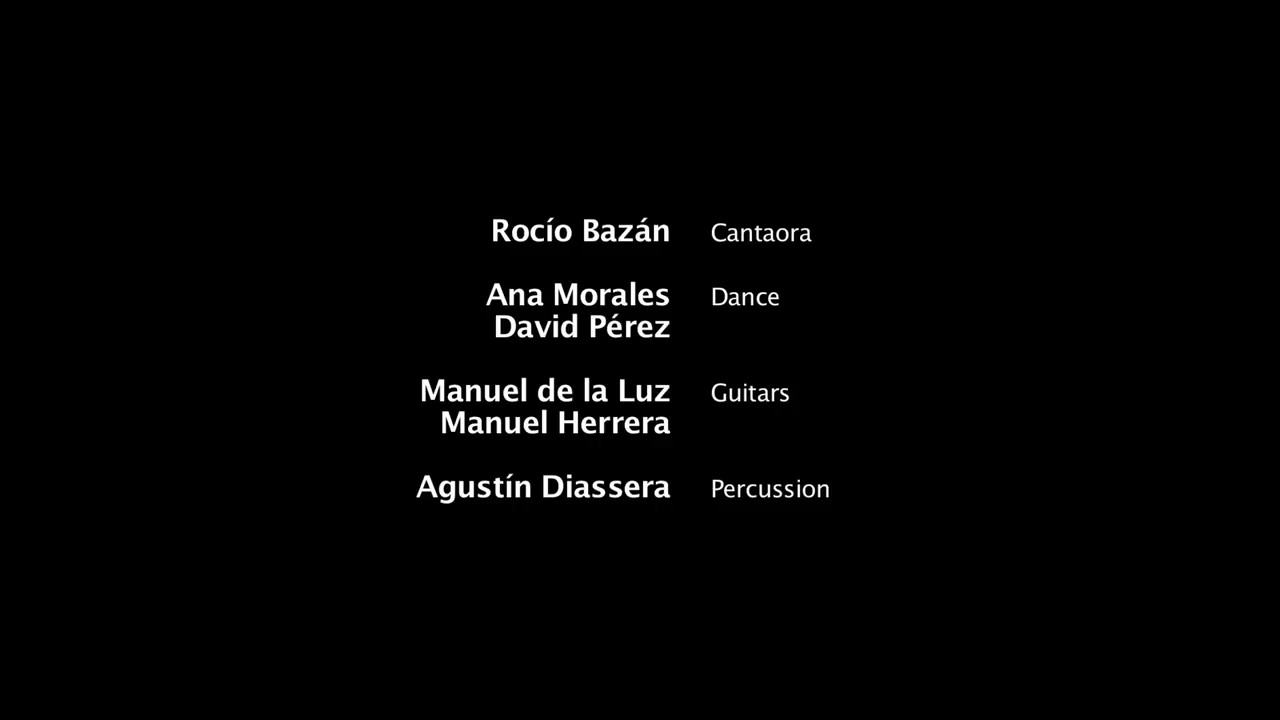 Rocío Bazán Cantaora
Ana Morales Dance
David Pérez
Manuel de la Luz Guitars
Manuel Herrera
Agustín Diassera Percussion